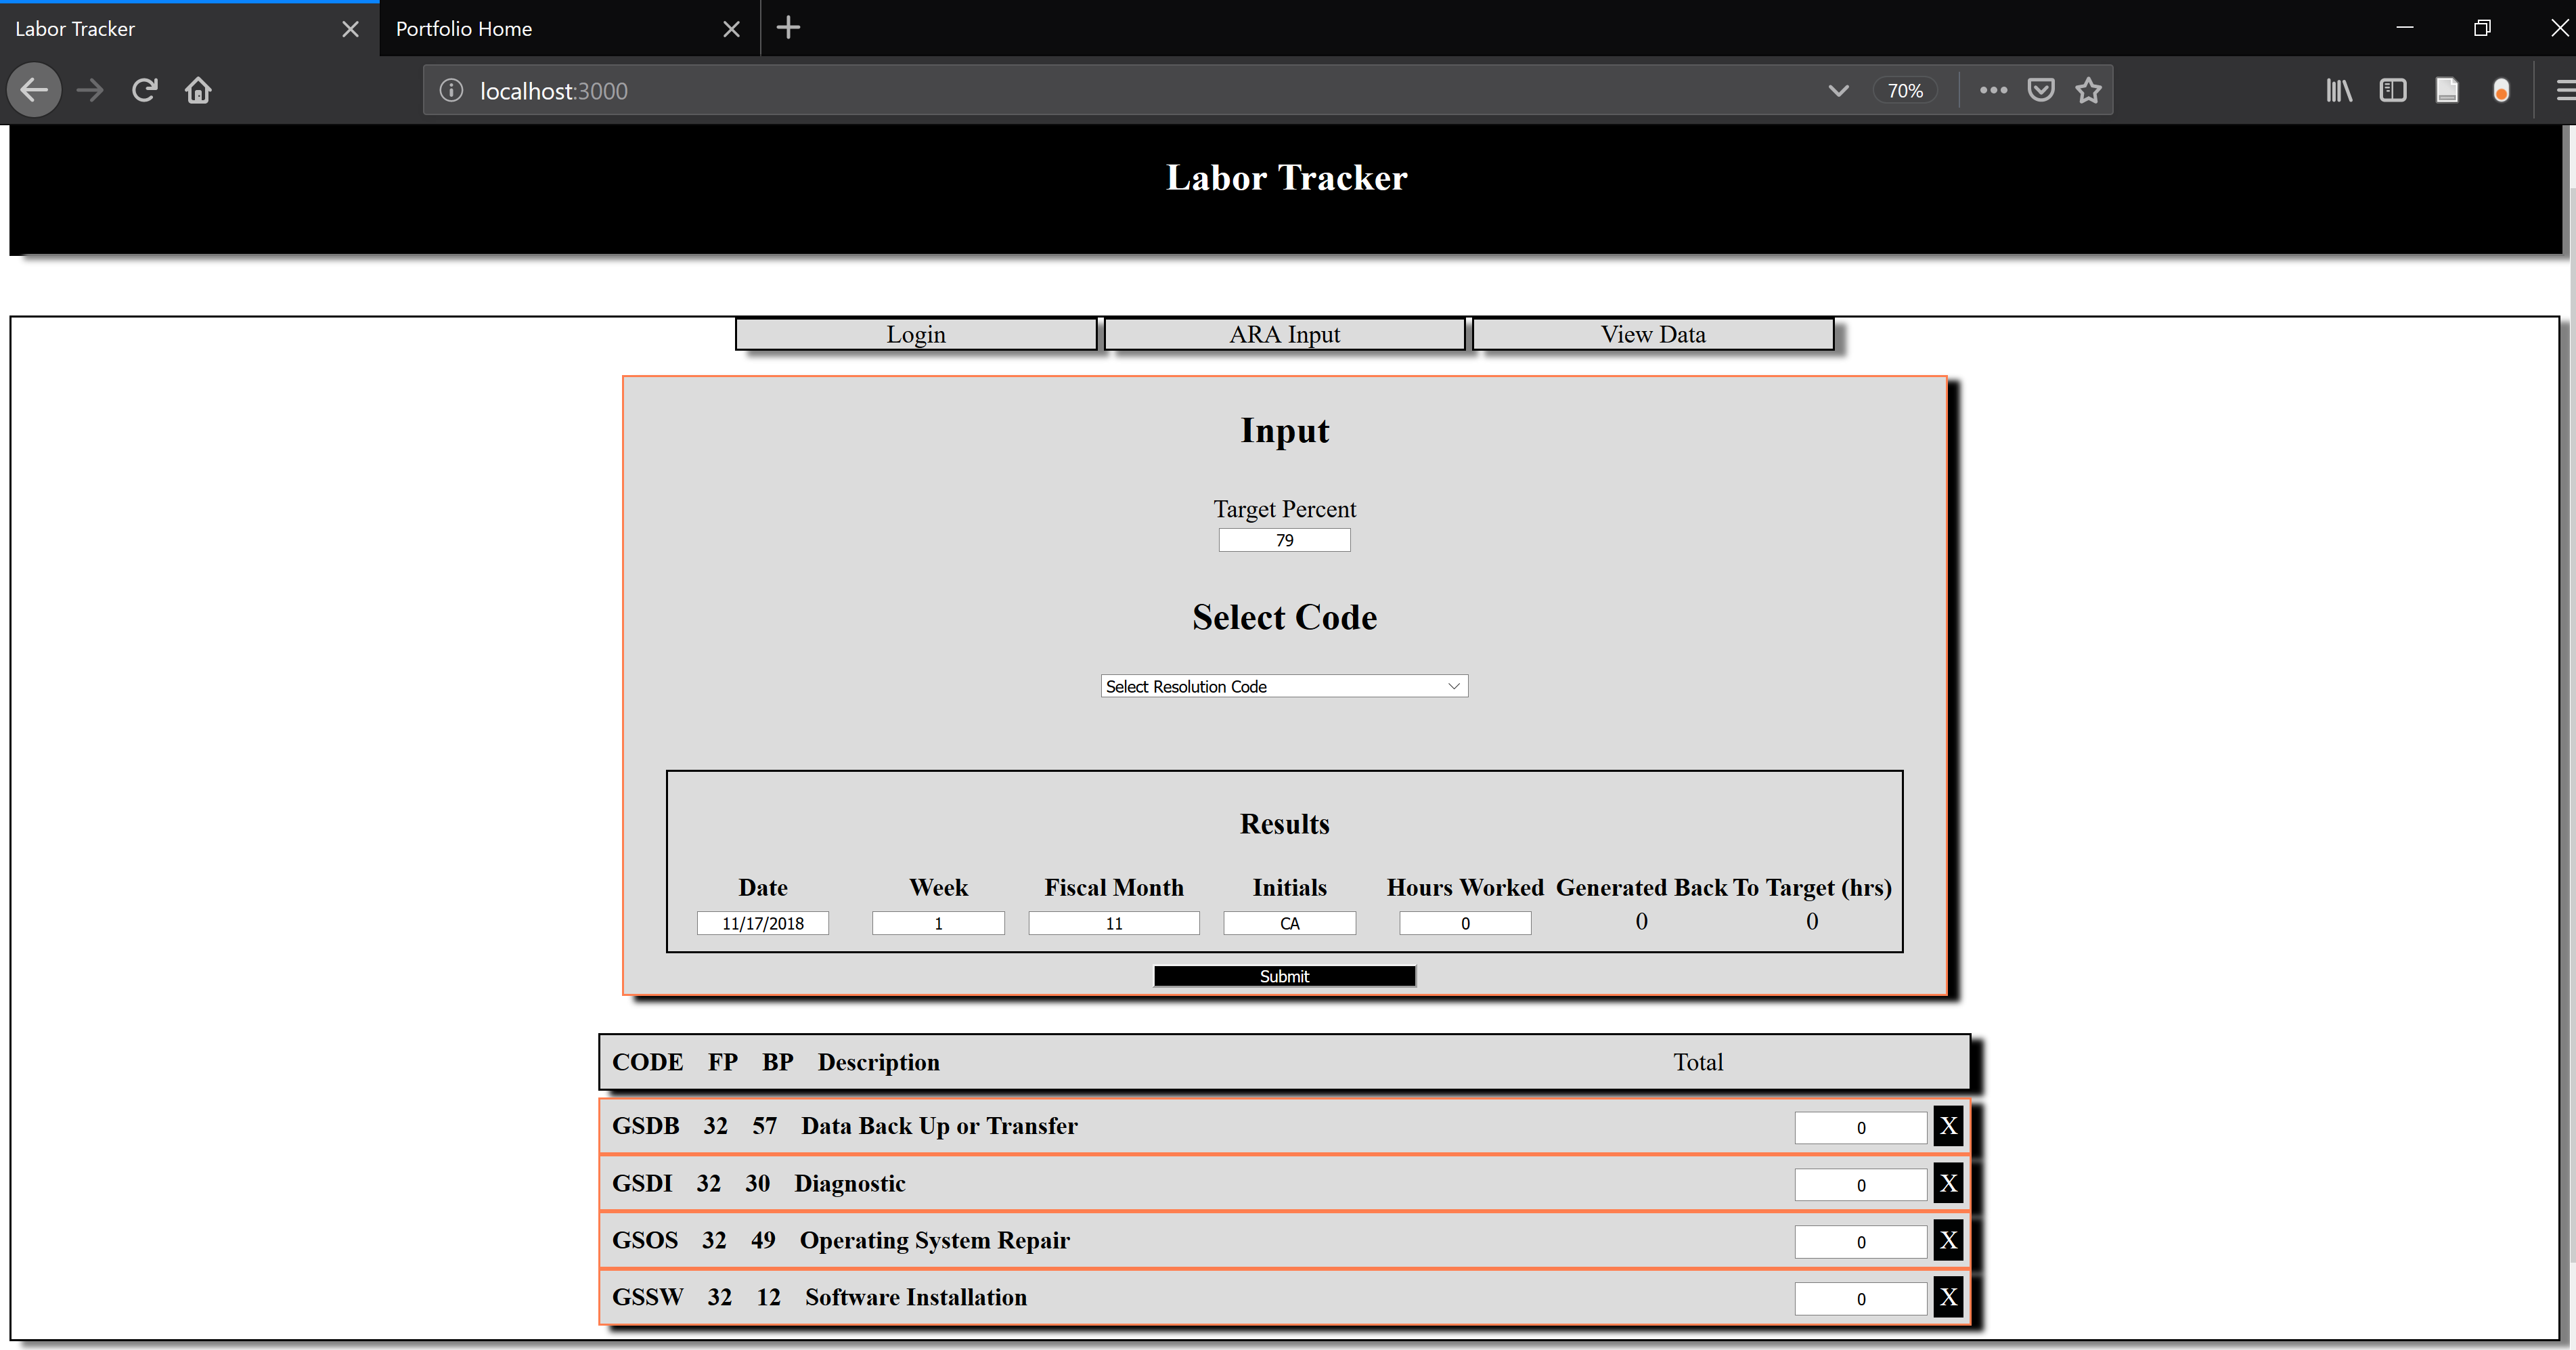 Labor Tracker Portfolio Home
localhost:3000 70%
Labor Tracker
Login ARA Input View Data
Input
Target Percent
79
Select Code
Select Resolution Code
Results
Date Week Fiscal Month Initials Hours Worked Generated Back To Target (hrs)
11/17/2018 1 11 CA 0 0 0
Submit
CODE FP BP Description Total
GSDB 32 57 Data Back Up or Transfer 0 X
GSDI 32 30 Diagnostic 0 X
GSOS 32 49 Operating System Repair 0 X
GSSW 32 12 Software Installation 0 X